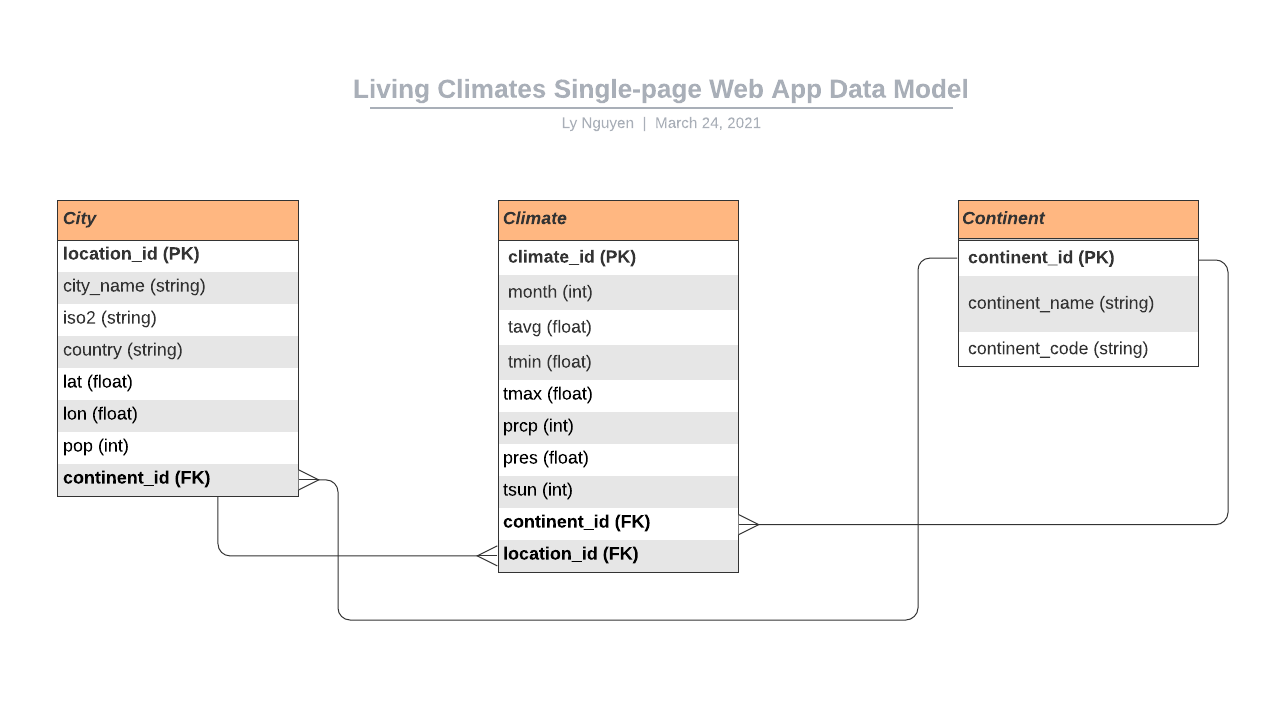 Living Climates Single-page Web App Data Model
Ly Nguyen | March 24, 2021
City
location_id (PK)
city_name (string)
iso2 (string)
country (string)
lat (float)
lon (float)
pop (int)
continent_id (FK)
Climate
climate_id (PK)
month (int)
tavg (float)
tmin (float)
tmax (float)
prcp (int)
pres (float)
tsun (int)
continent_id (FK)
location_id (FK)
Continent
continent_id (PK)
continent_name (string)
continent_code (string)